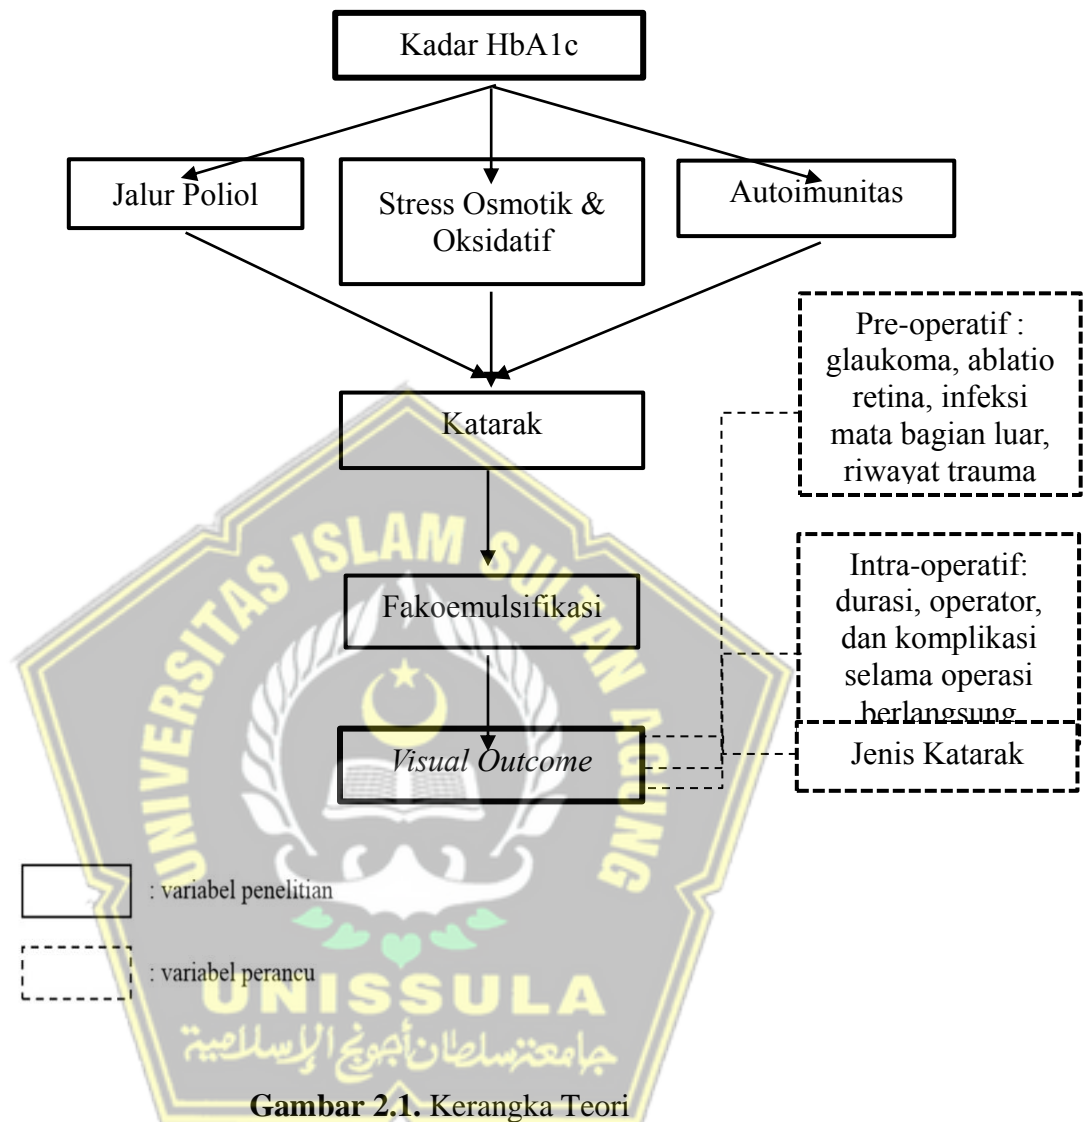 Kadar HbA1c
Jalur Poliol
Stress Osmotik &
Oksidatif
Autoimunitas
Pre-operatif :
glaukoma, ablatio
retina, infeksi
mata bagian luar,
riwayat trauma
Katarak
Intra-operatif:
durasi, operator,
dan komplikasi
selama operasi
berlangsung
Fakoemulsifikasi
Visual Outcome
Jenis Katarak
: variabel penelitian
: variabel perancu
UNIVERSITAS ISLAM SULTAN AGUNG
UNISSULA
جامعتسلطان أجونج الإسلامية
Gambar 2.1. Kerangka Teori